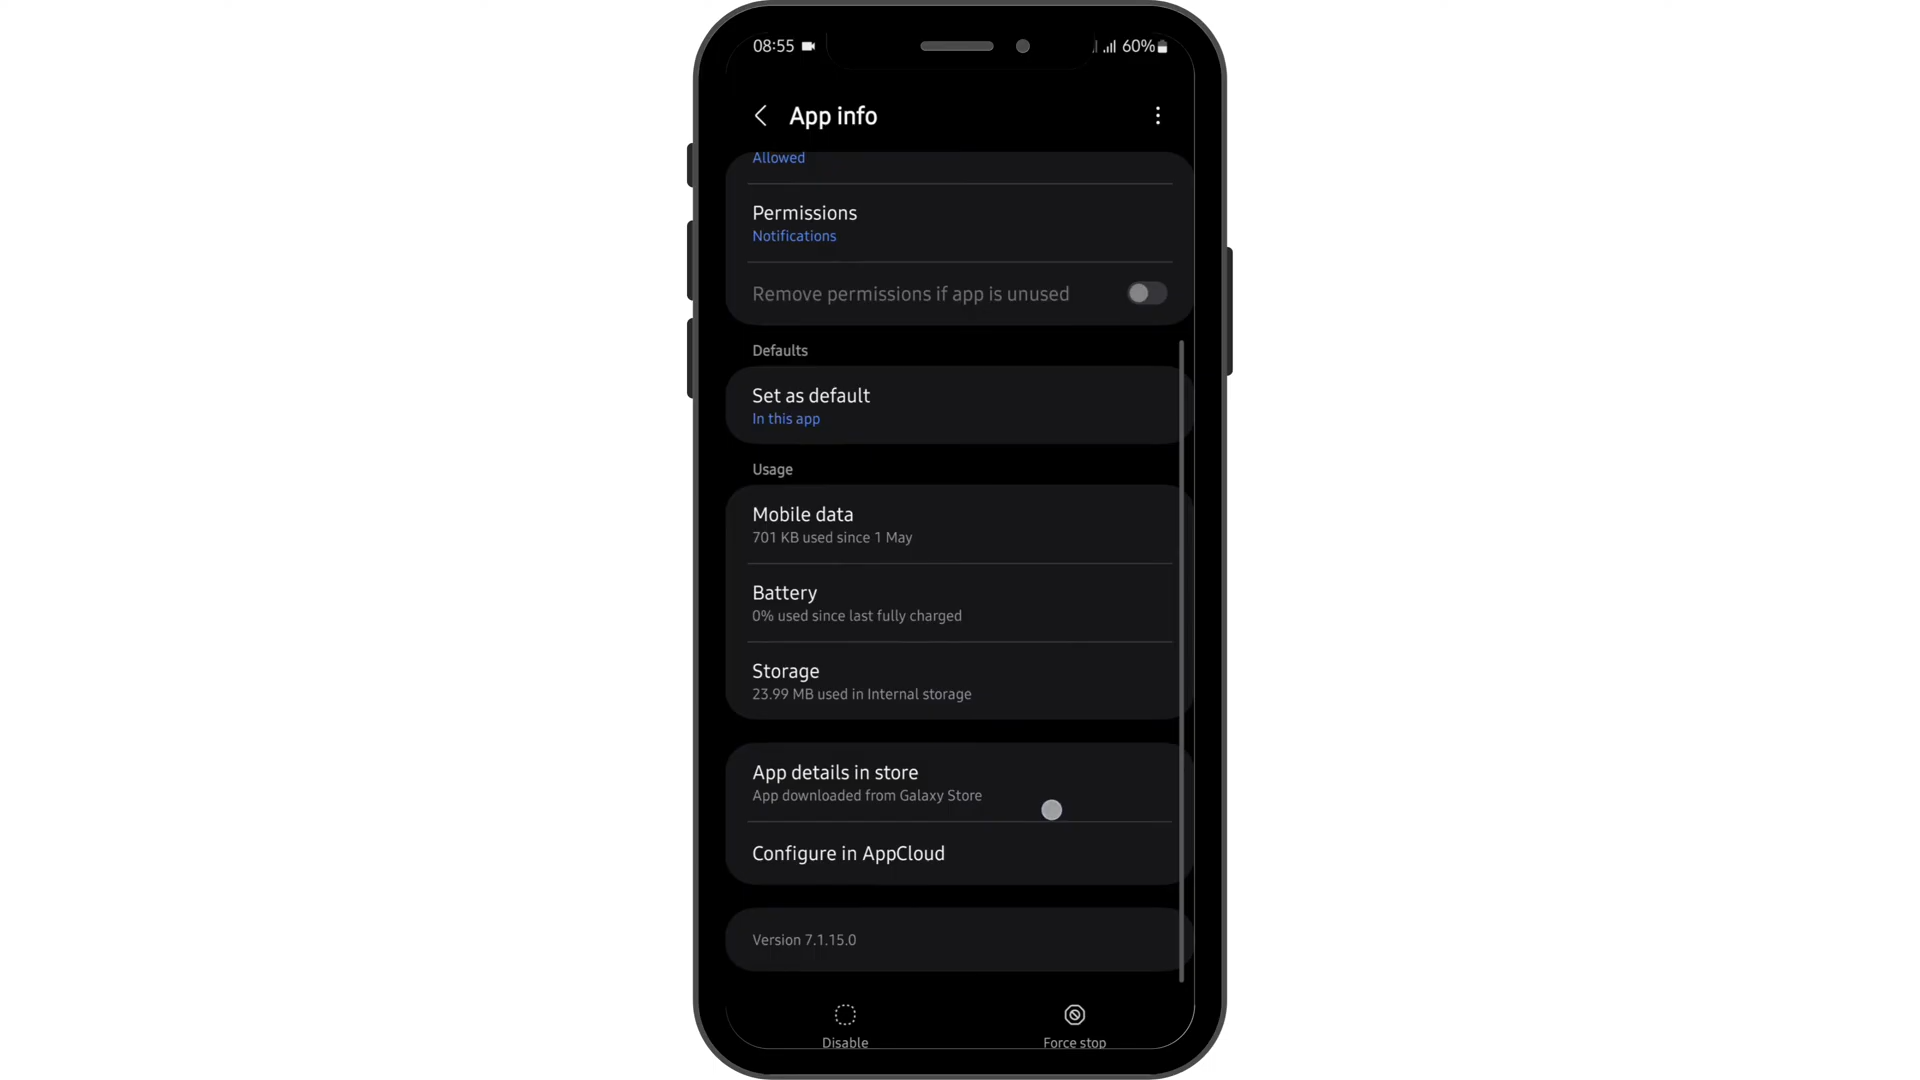 08:55
60%
App info
Allowed
Permissions
Notifications
Remove permissions if app is unused
Defaults
Set as default
In this app
Usage
Mobile data
701 KB used since 1 May
Battery
0% used since last fully charged
Storage
23.99 MB used in Internal storage
App details in store
App downloaded from Galaxy Store
Configure in AppCloud
Version 7.1.15.0
Disable
Force stop